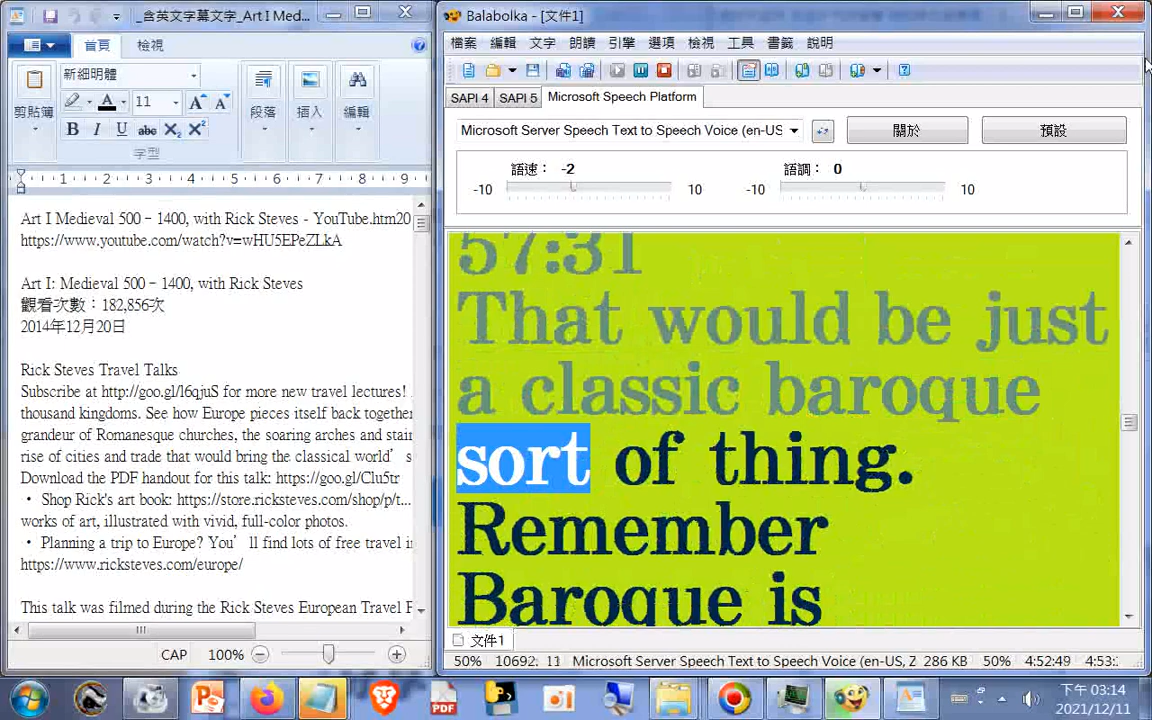 _含英文字幕文字_Art I Med...
首頁
檢視
剪貼簿
新細明體
11
字型
段落
插入
編輯
1 2 3 4 5 6 7 8 9
Art I Medieval 500–1400, with Rick Steves - YouTube.htm20
https://www.youtube.com/watch?v=wHU5EPeZLkA
Art I: Medieval 500–1400, with Rick Steves
觀看次數：182,856次
2014年12月20日
Rick Steves Travel Talks
Subscribe at http://goo.gl/l6qjuS for more new travel lectures!
thousand kingdoms. See how Europe pieces itself back together
grandeur of Romanesque churches, the soaring arches and stain
rise of cities and trade that would bring the classical world’s
Download the PDF handout for this talk: https://goo.gl/Clu5tr
• Shop Rick's art book: https://store.ricksteves.com/shop/p/t...
works of art, illustrated with vivid, full-color photos.
• Planning a trip to Europe? You’ll find lots of free travel in
https://www.ricksteves.com/europe/
This talk was filmed during the Rick Steves European Travel F
CAP 100%
Balabolka - [文件1]
檔案 編輯 文字 朗讀 引擎 選項 檢視 工具 書籤 說明
SAPI 4 SAPI 5 Microsoft Speech Platform
Microsoft Server Speech Text to Speech Voice (en-US
關於
預設
語速： -2
語調： 0
-10 10 -10 10
57:31
That would be just
a classic baroque
sort of thing.
Remember
Baroque is
文件1
50% 10692: 11 Microsoft Server Speech Text to Speech Voice (en-US, Z 286 KB 50% 4:52:49 4:53:
下午 03:14
2021/12/11